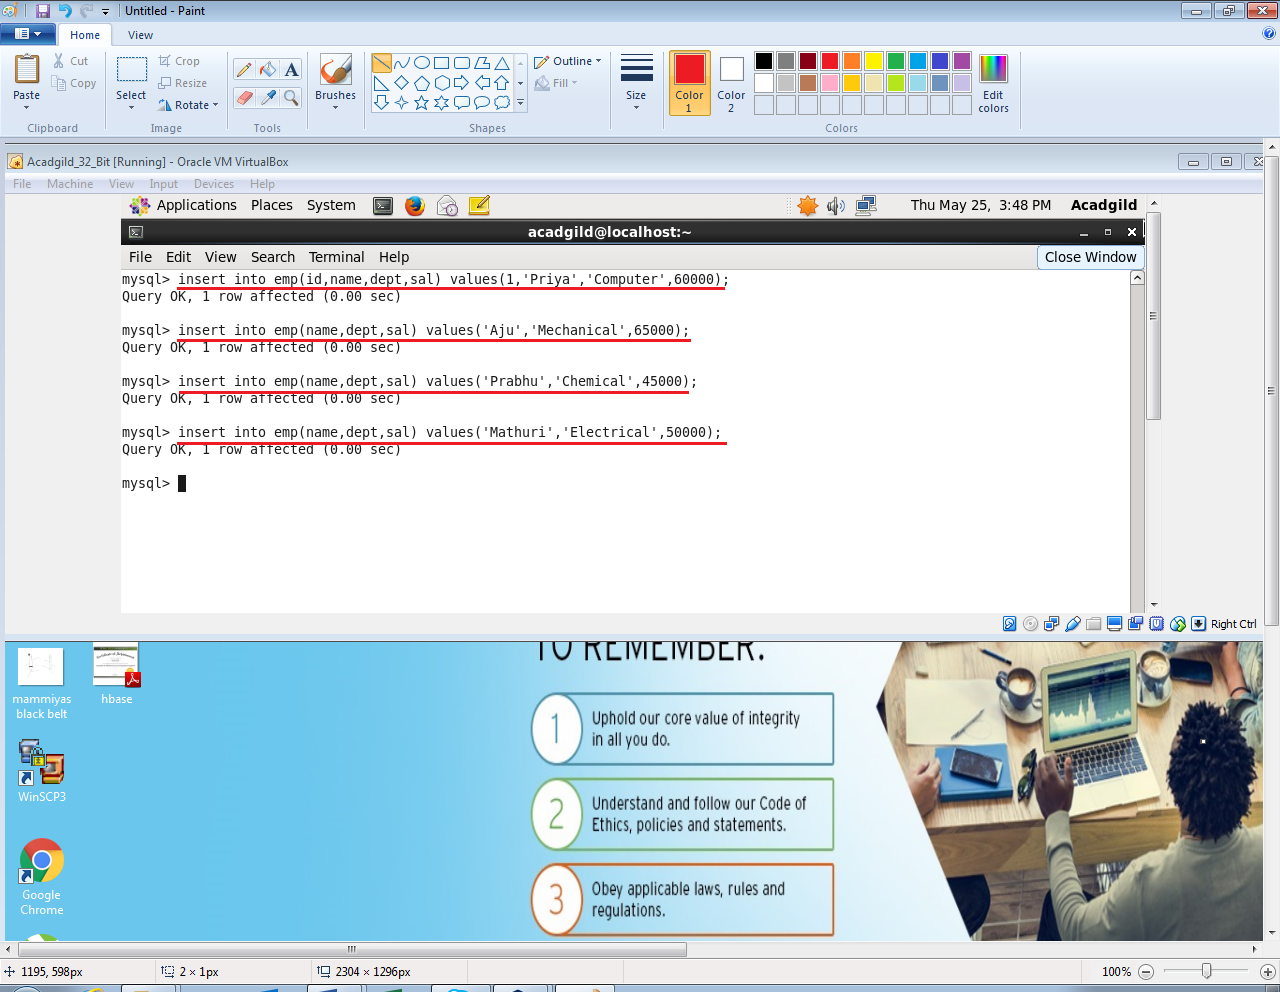 Untitled - Paint
Home View
Paste
Cut
Copy
Clipboard
Select
Crop
Resize
Rotate
Image
Tools
Brushes
Shapes
Outline
Fill
Size
Color 1
Color 2
Edit colors
Colors
Acadgild_32_Bit [Running] - Oracle VM VirtualBox
File Machine View Input Devices Help
Applications Places System Thu May 25, 3:48 PM Acadgild
acadgild@localhost:~
File Edit View Search Terminal Help Close Window
mysql> insert into emp(id,name,dept,sal) values(1,'Priya','Computer',60000);
Query OK, 1 row affected (0.00 sec)
mysql> insert into emp(name,dept,sal) values('Aju','Mechanical',65000);
Query OK, 1 row affected (0.00 sec)
mysql> insert into emp(name,dept,sal) values('Prabhu','Chemical',45000);
Query OK, 1 row affected (0.00 sec)
mysql> insert into emp(name,dept,sal) values('Mathuri','Electrical',50000);
Query OK, 1 row affected (0.00 sec)
mysql>
Right Ctrl
TO REMEMBER:
mammiyas
black belt
hbase
WinSCP3
Google
Chrome
1
Uphold our core value of integrity
in all you do.
2
Understand and follow our Code of
Ethics, policies and statements.
3
Obey applicable laws, rules and
regulations.
1195, 598px 2 × 1px 2304 × 1296px 100%